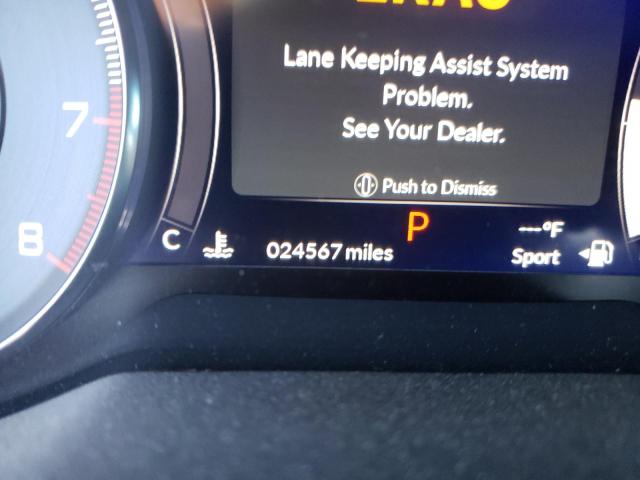 Lane Keeping Assist System
Problem.
See Your Dealer.
Push to Dismiss
7
8
C
024567 miles
P
---°F
Sport